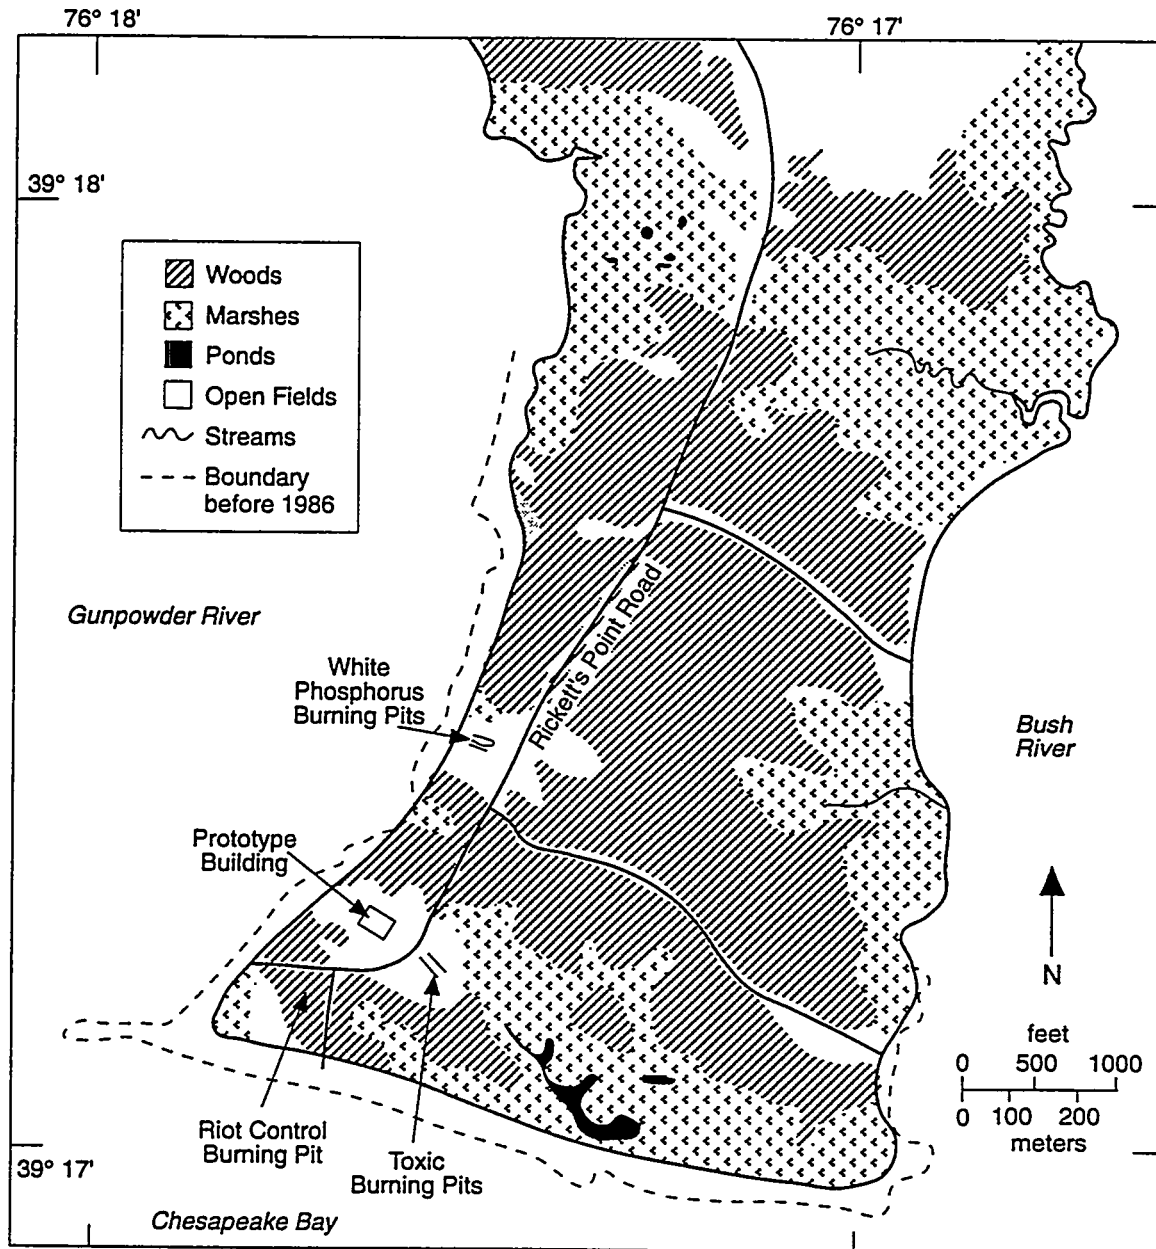 76° 18'
76° 17'
39° 18'
Woods
Marshes
Ponds
Open Fields
Streams
Boundary
before 1986
Gunpowder River
Rickett's Point Road
White
Phosphorus
Burning Pits
Bush
River
Prototype
Building
N
feet
0 500 1000
0 100 200
meters
Riot Control
Burning Pit
Toxic
Burning Pits
39° 17'
Chesapeake Bay